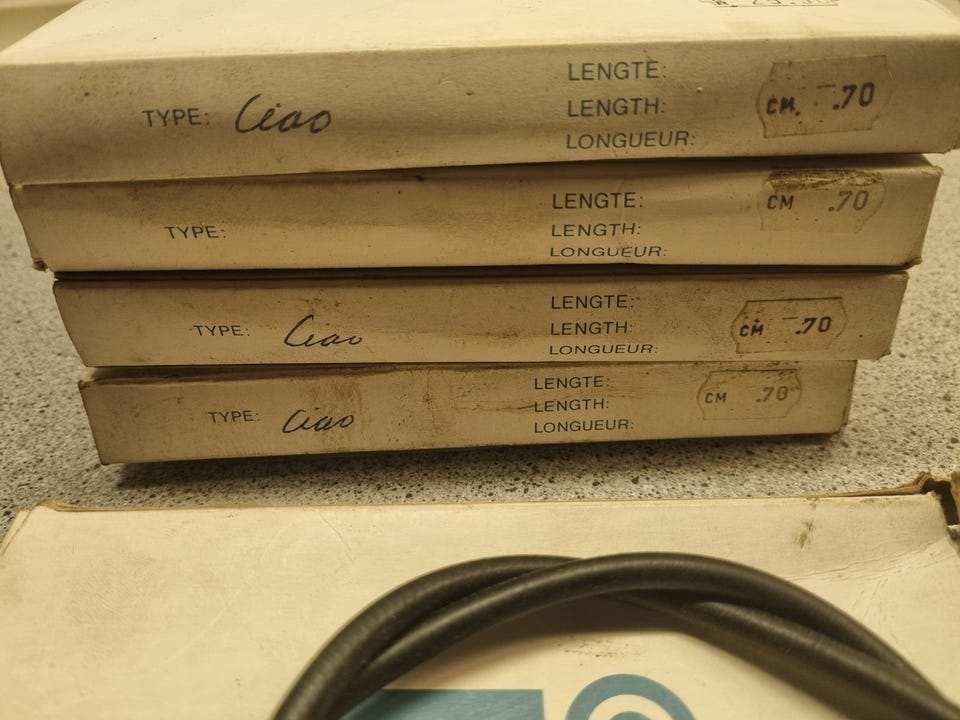 LENGTE:
TYPE: Ciao LENGTH: CM. .70
LONGUEUR:
LENGTE: CM .70
TYPE: LENGTH:
LONGUEUR:
LENGTE:
TYPE: Ciao LENGTH: CM .70
LONGUEUR:
LENGTE:
TYPE: Ciao LENGTH: CM .70
LONGUEUR: